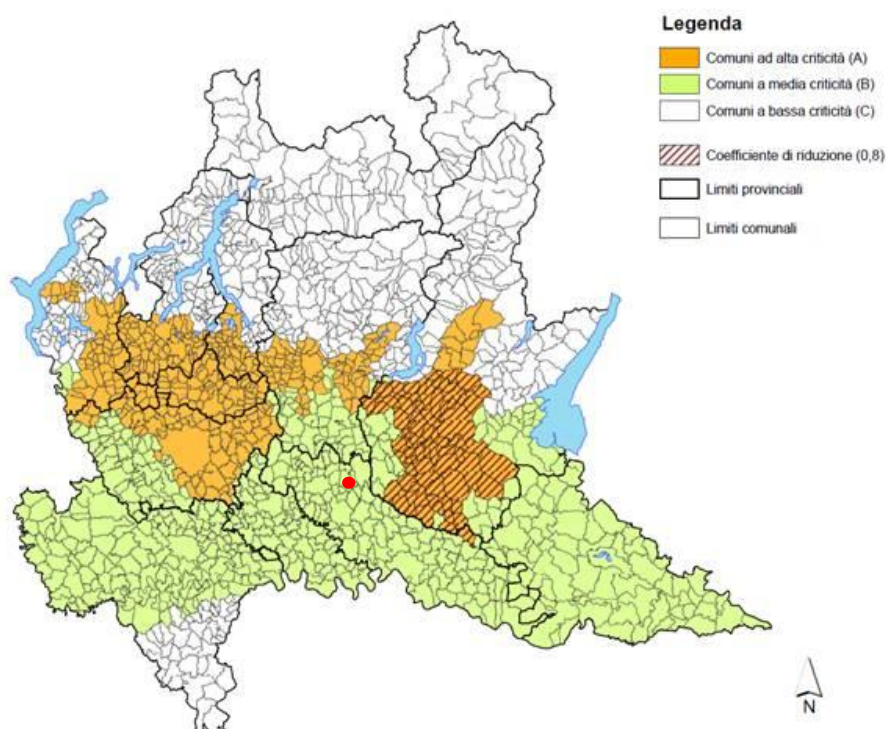 Legenda
Comuni ad alta criticità (A)
Comuni a media criticità (B)
Comuni a bassa criticità (C)
Coefficiente di riduzione (0,8)
Limiti provinciali
Limiti comunali
N